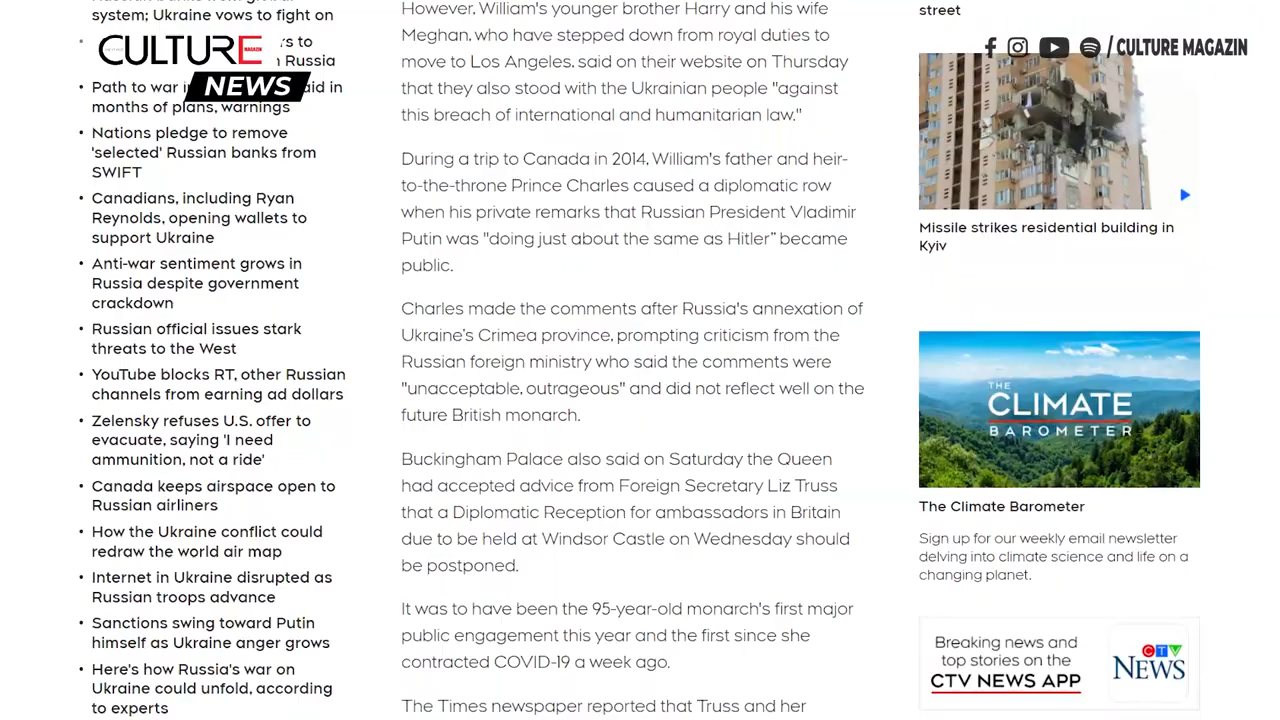 Russian banks from global
system; Ukraine vows to fight on
rs to
Russia
Path to war in
aid in
months of plans, warnings
Nations pledge to remove
'selected' Russian banks from
SWIFT
Canadians, including Ryan
Reynolds, opening wallets to
support Ukraine
Anti-war sentiment grows in
Russia despite government
crackdown
Russian official issues stark
threats to the West
YouTube blocks RT, other Russian
channels from earning ad dollars
Zelensky refuses U.S. offer to
evacuate, saying 'I need
ammunition, not a ride'
Canada keeps airspace open to
Russian airliners
How the Ukraine conflict could
redraw the world air map
Internet in Ukraine disrupted as
Russian troops advance
Sanctions swing toward Putin
himself as Ukraine anger grows
Here's how Russia's war on
Ukraine could unfold, according
to experts
CULTURE
MAGAZIN
NEWS
However, William's younger brother Harry and his wife
Meghan, who have stepped down from royal duties to
move to Los Angeles, said on their website on Thursday
that they also stood with the Ukrainian people "against
this breach of international and humanitarian law."
During a trip to Canada in 2014, William's father and heir-
to-the-throne Prince Charles caused a diplomatic row
when his private remarks that Russian President Vladimir
Putin was "doing just about the same as Hitler” became
public.
Charles made the comments after Russia's annexation of
Ukraine’s Crimea province, prompting criticism from the
Russian foreign ministry who said the comments were
"unacceptable, outrageous" and did not reflect well on the
future British monarch.
Buckingham Palace also said on Saturday the Queen
had accepted advice from Foreign Secretary Liz Truss
that a Diplomatic Reception for ambassadors in Britain
due to be held at Windsor Castle on Wednesday should
be postponed.
It was to have been the 95-year-old monarch's first major
public engagement this year and the first since she
contracted COVID-19 a week ago.
The Times newspaper reported that Truss and her
street
/ CULTURE MAGAZIN
Missile strikes residential building in
Kyiv
THE
CLIMATE
BAROMETER
The Climate Barometer
Sign up for our weekly email newsletter
delving into climate science and life on a
changing planet.
Breaking news and
top stories on the
CTV NEWS APP
CTV
NEWS